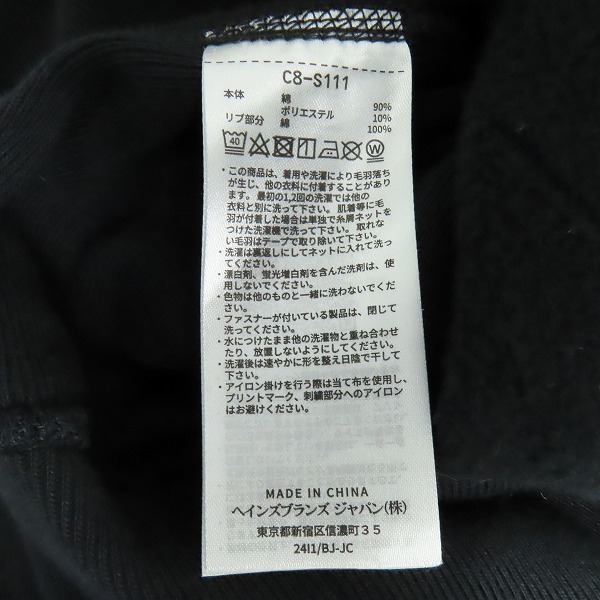 C8-S111
本体 綿 90%
ポリエステル 10%
リブ部分 綿 100%
40 W
・この商品は、着用や洗濯により毛羽落ち
が生じ、他の衣料に付着することがあり
ます。最初の1,2回の洗濯では他の
衣料と別に洗って下さい。肌着等に毛
羽が付着した場合は単独で糸屑ネットを
つけた洗濯機で洗って下さい。取れな
い毛羽はテープで取り除いて下さい。
・洗濯は裏返しにしてネットに入れて洗っ
てください。
・漂白剤、蛍光増白剤を含んだ洗剤は、使
用しないでください。
・色物は他のものと一緒に洗わないでくだ
さい。
・ファスナーが付いている製品は、閉じて
洗ってください。
・水につけたまま他の洗濯物と重ね合わせ
たり、放置しないようにしてください。
・洗濯後は速やかに形を整え日陰で干して
下さい。
・アイロン掛けを行う際は当て布を使用し、
プリントマーク、刺繍部分へのアイロン
はお避けください。
MADE IN CHINA
ヘインズブランズ ジャパン(株)
東京都新宿区信濃町35
24I1/BJ-JC